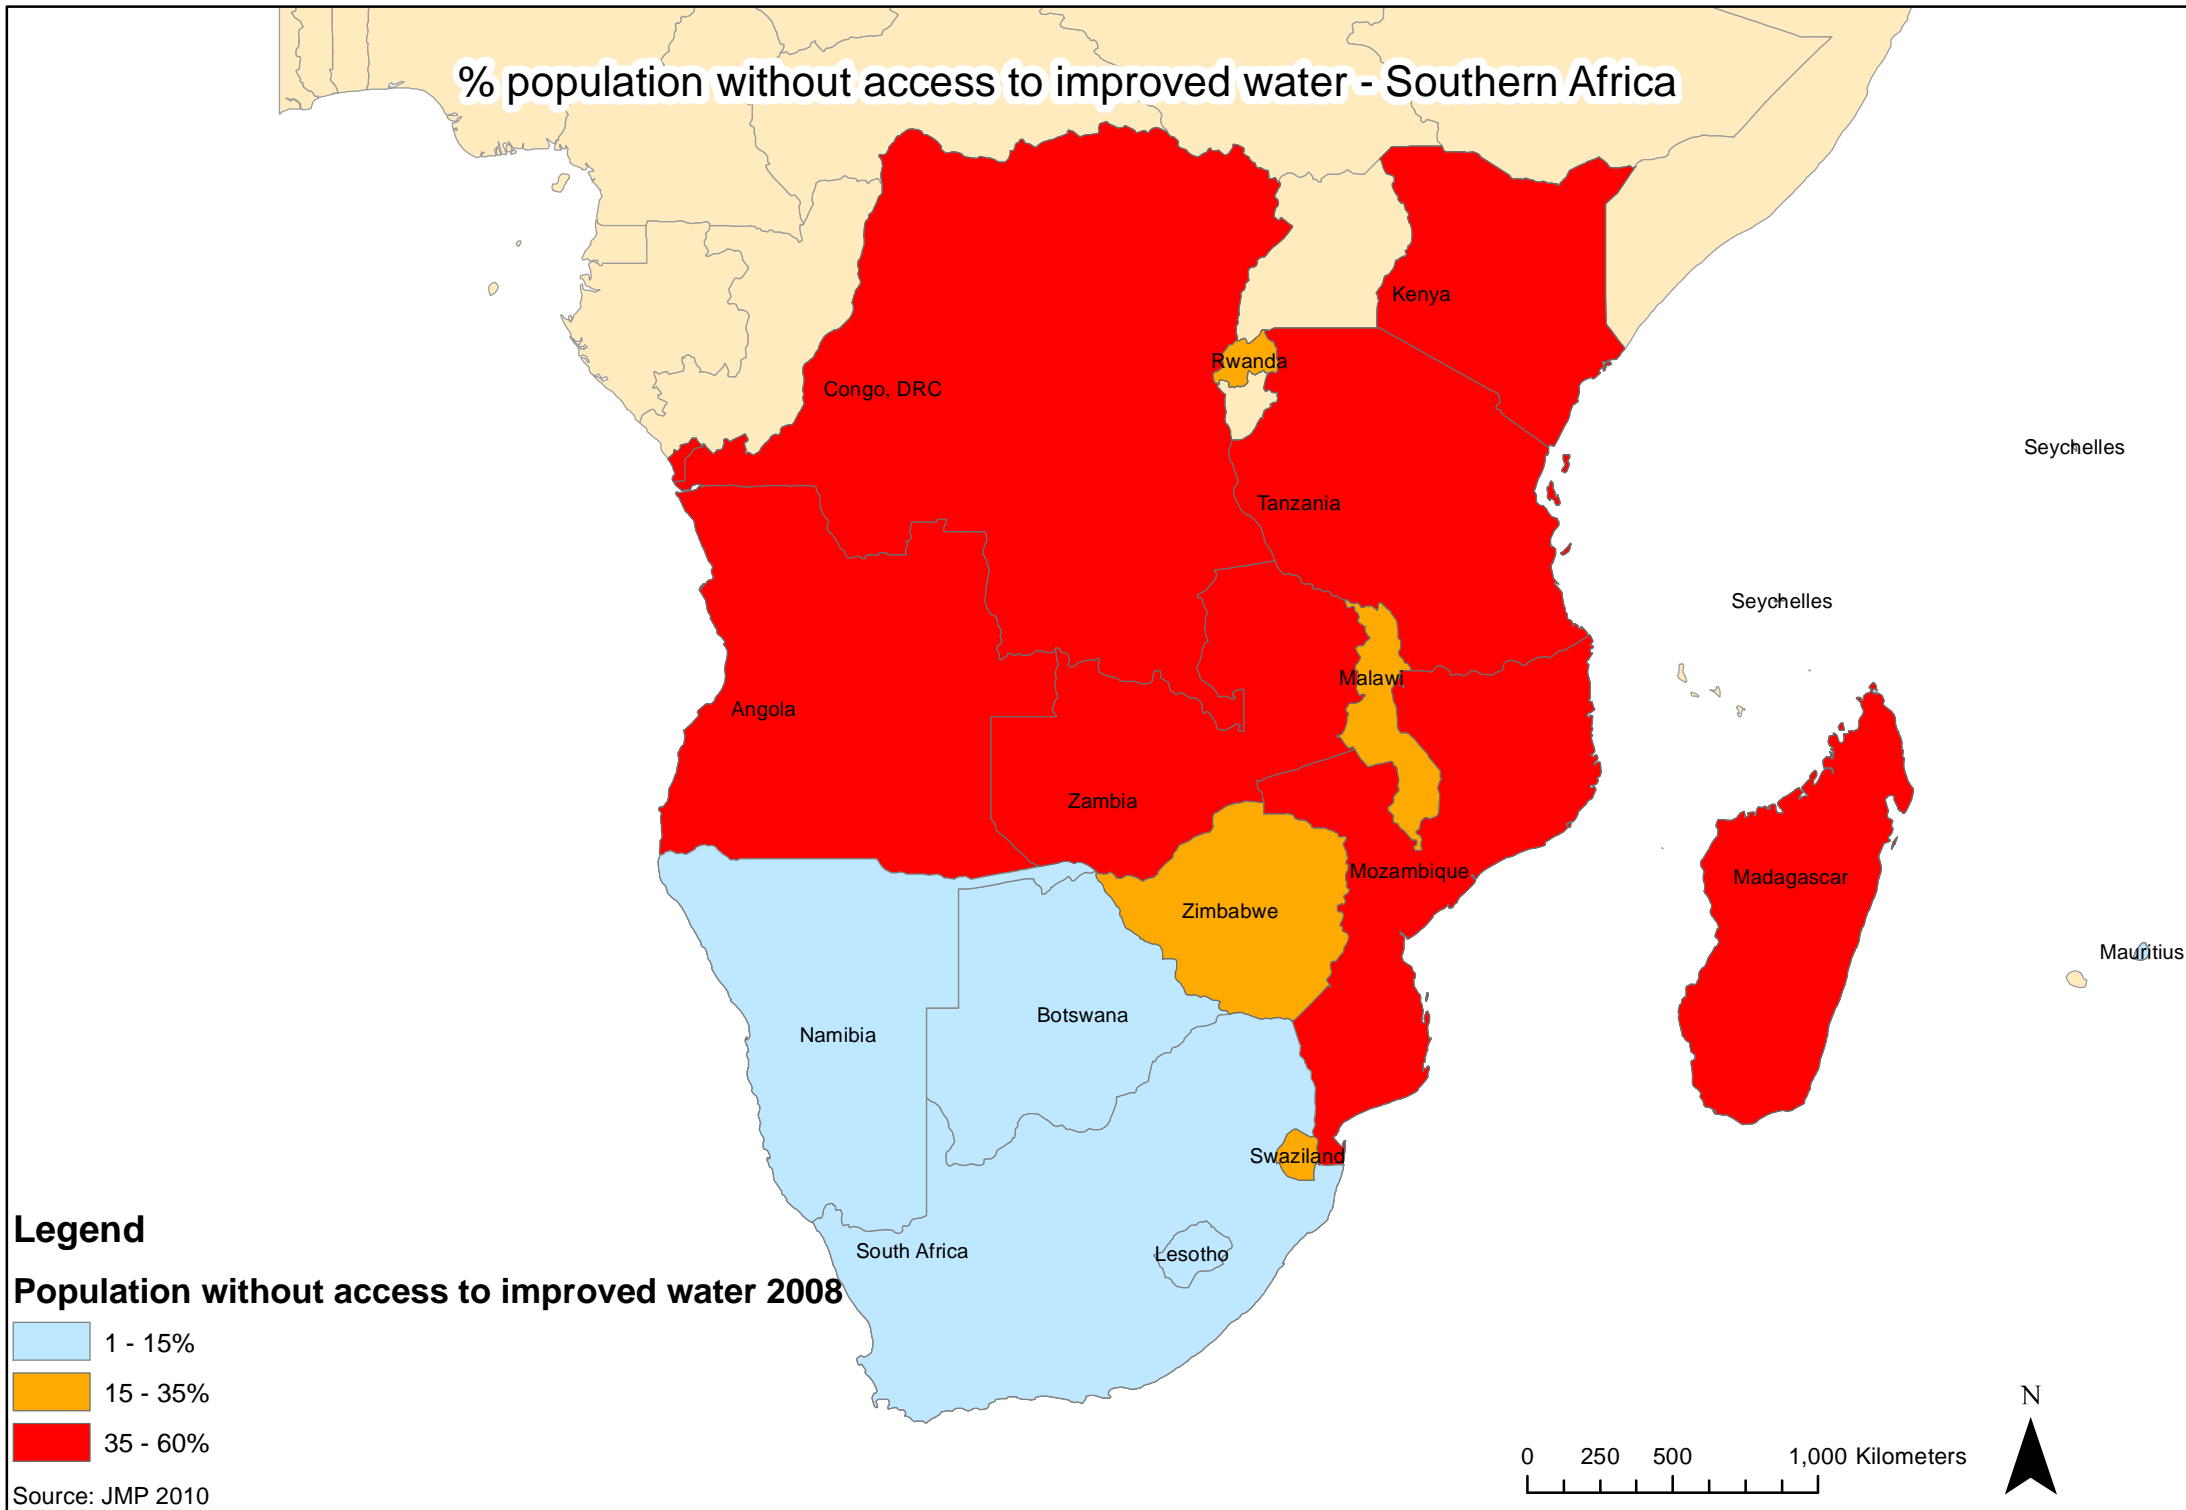 % population without access to improved water - Southern Africa
Kenya
Rwanda
Congo, DRC
Seychelles
Tanzania
Seychelles
Malawi
Angola
Zambia
Mozambique
Madagascar
Zimbabwe
Mauritius
Botswana
Namibia
Swaziland
South Africa
Lesotho
Legend
Population without access to improved water 2008
1 - 15%
15 - 35%
35 - 60%
Source: JMP 2010
N
0 250 500 1,000 Kilometers